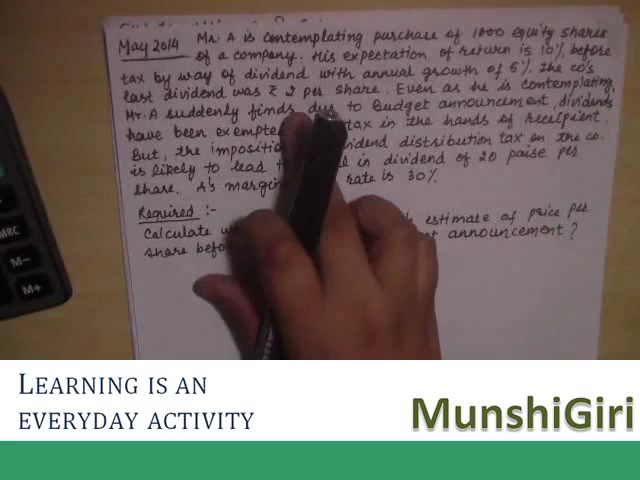 May 2014 Mr. A is contemplating purchase of 1000 equity shares
of a company. His expectation of return is 10% before
tax by way of dividend with annual growth of 5%. The co's
last dividend was ₹ 2 per share. Even as he is contemplating,
Mr. A suddenly finds due to Budget announcement, dividends
have been exempte tax in the hands of receipient.
But, the impositio idend distribution tax on the co.
is likely to lead t in dividend of 20 paise per
share. A's margin rate is 30%.
Required :-
Calculate w estimate of price per
share befo announcement ?
MRC
M-
M+
LEARNING IS AN
EVERYDAY ACTIVITY
MunshiGiri